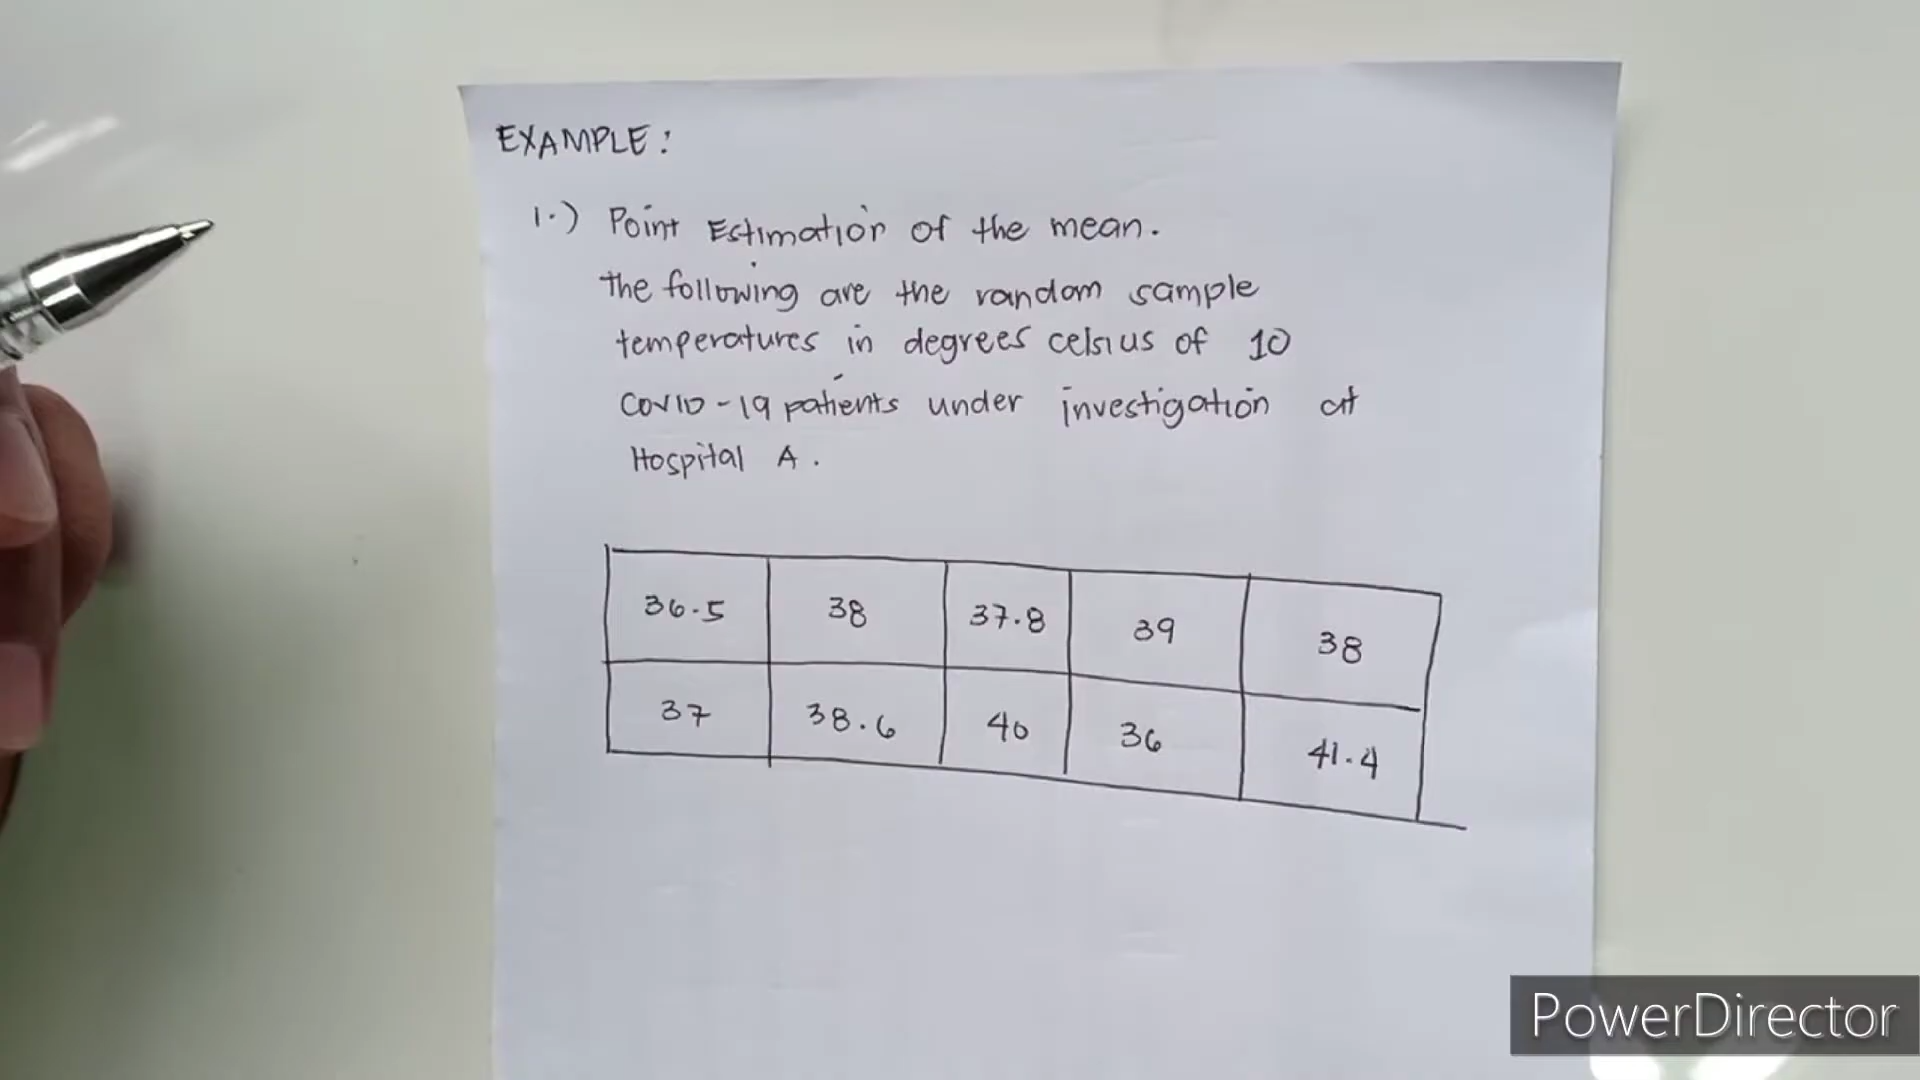 EXAMPLE:
1.) Point Estimation of the mean.
The following are the random sample
temperatures in degrees celsius of 10
COVID-19 patients under investigation at
Hospital A.
36.5 38 37.8 39 38
37 38.6 40 36 41.4
PowerDirector